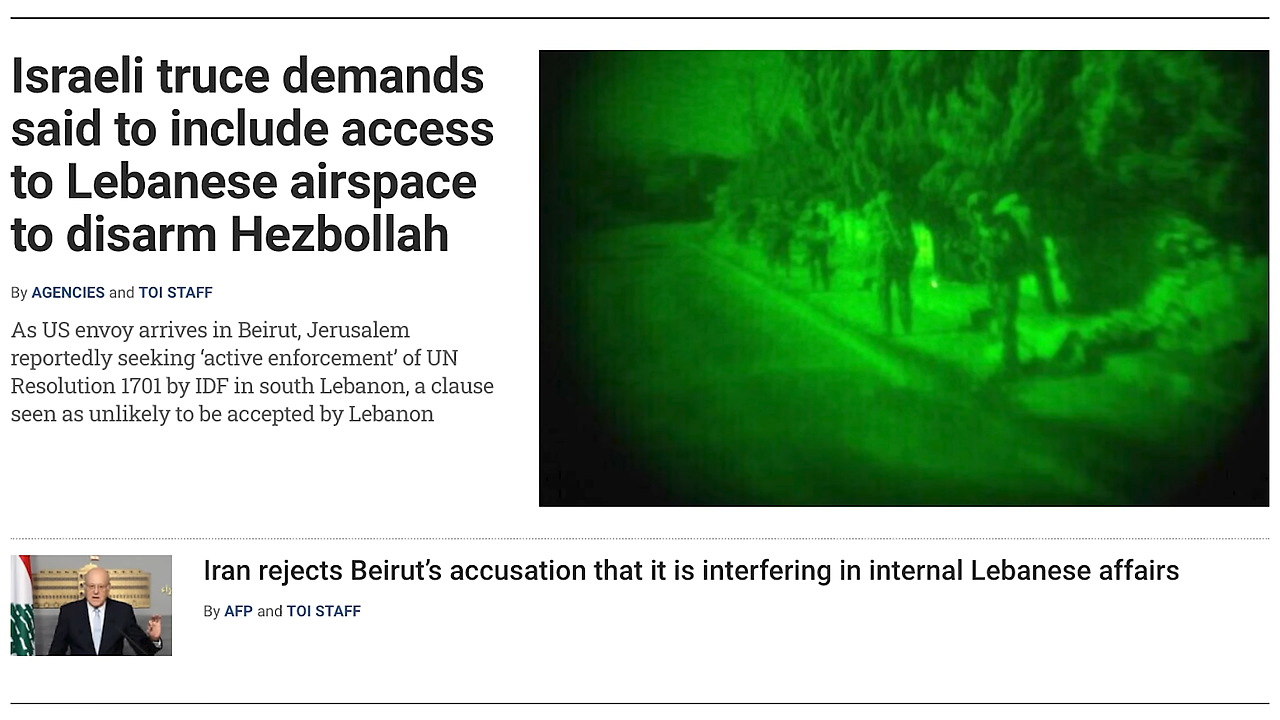 Israeli truce demands
said to include access
to Lebanese airspace
to disarm Hezbollah
By AGENCIES and TOI STAFF
As US envoy arrives in Beirut, Jerusalem
reportedly seeking ‘active enforcement’ of UN
Resolution 1701 by IDF in south Lebanon, a clause
seen as unlikely to be accepted by Lebanon
Iran rejects Beirut’s accusation that it is interfering in internal Lebanese affairs
By AFP and TOI STAFF